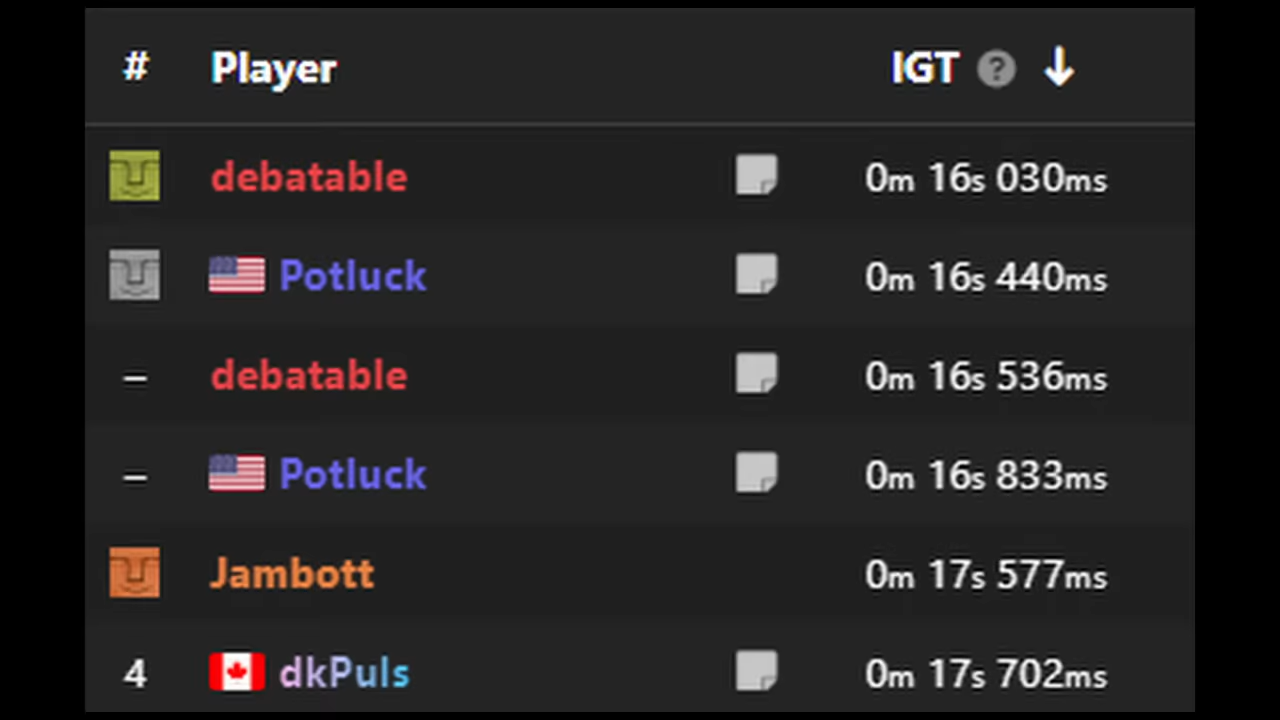 # Player IGT ? ↓
debatable 0m 16s 030ms
Potluck 0m 16s 440ms
– debatable 0m 16s 536ms
– Potluck 0m 16s 833ms
Jambott 0m 17s 577ms
4 dkPuls 0m 17s 702ms